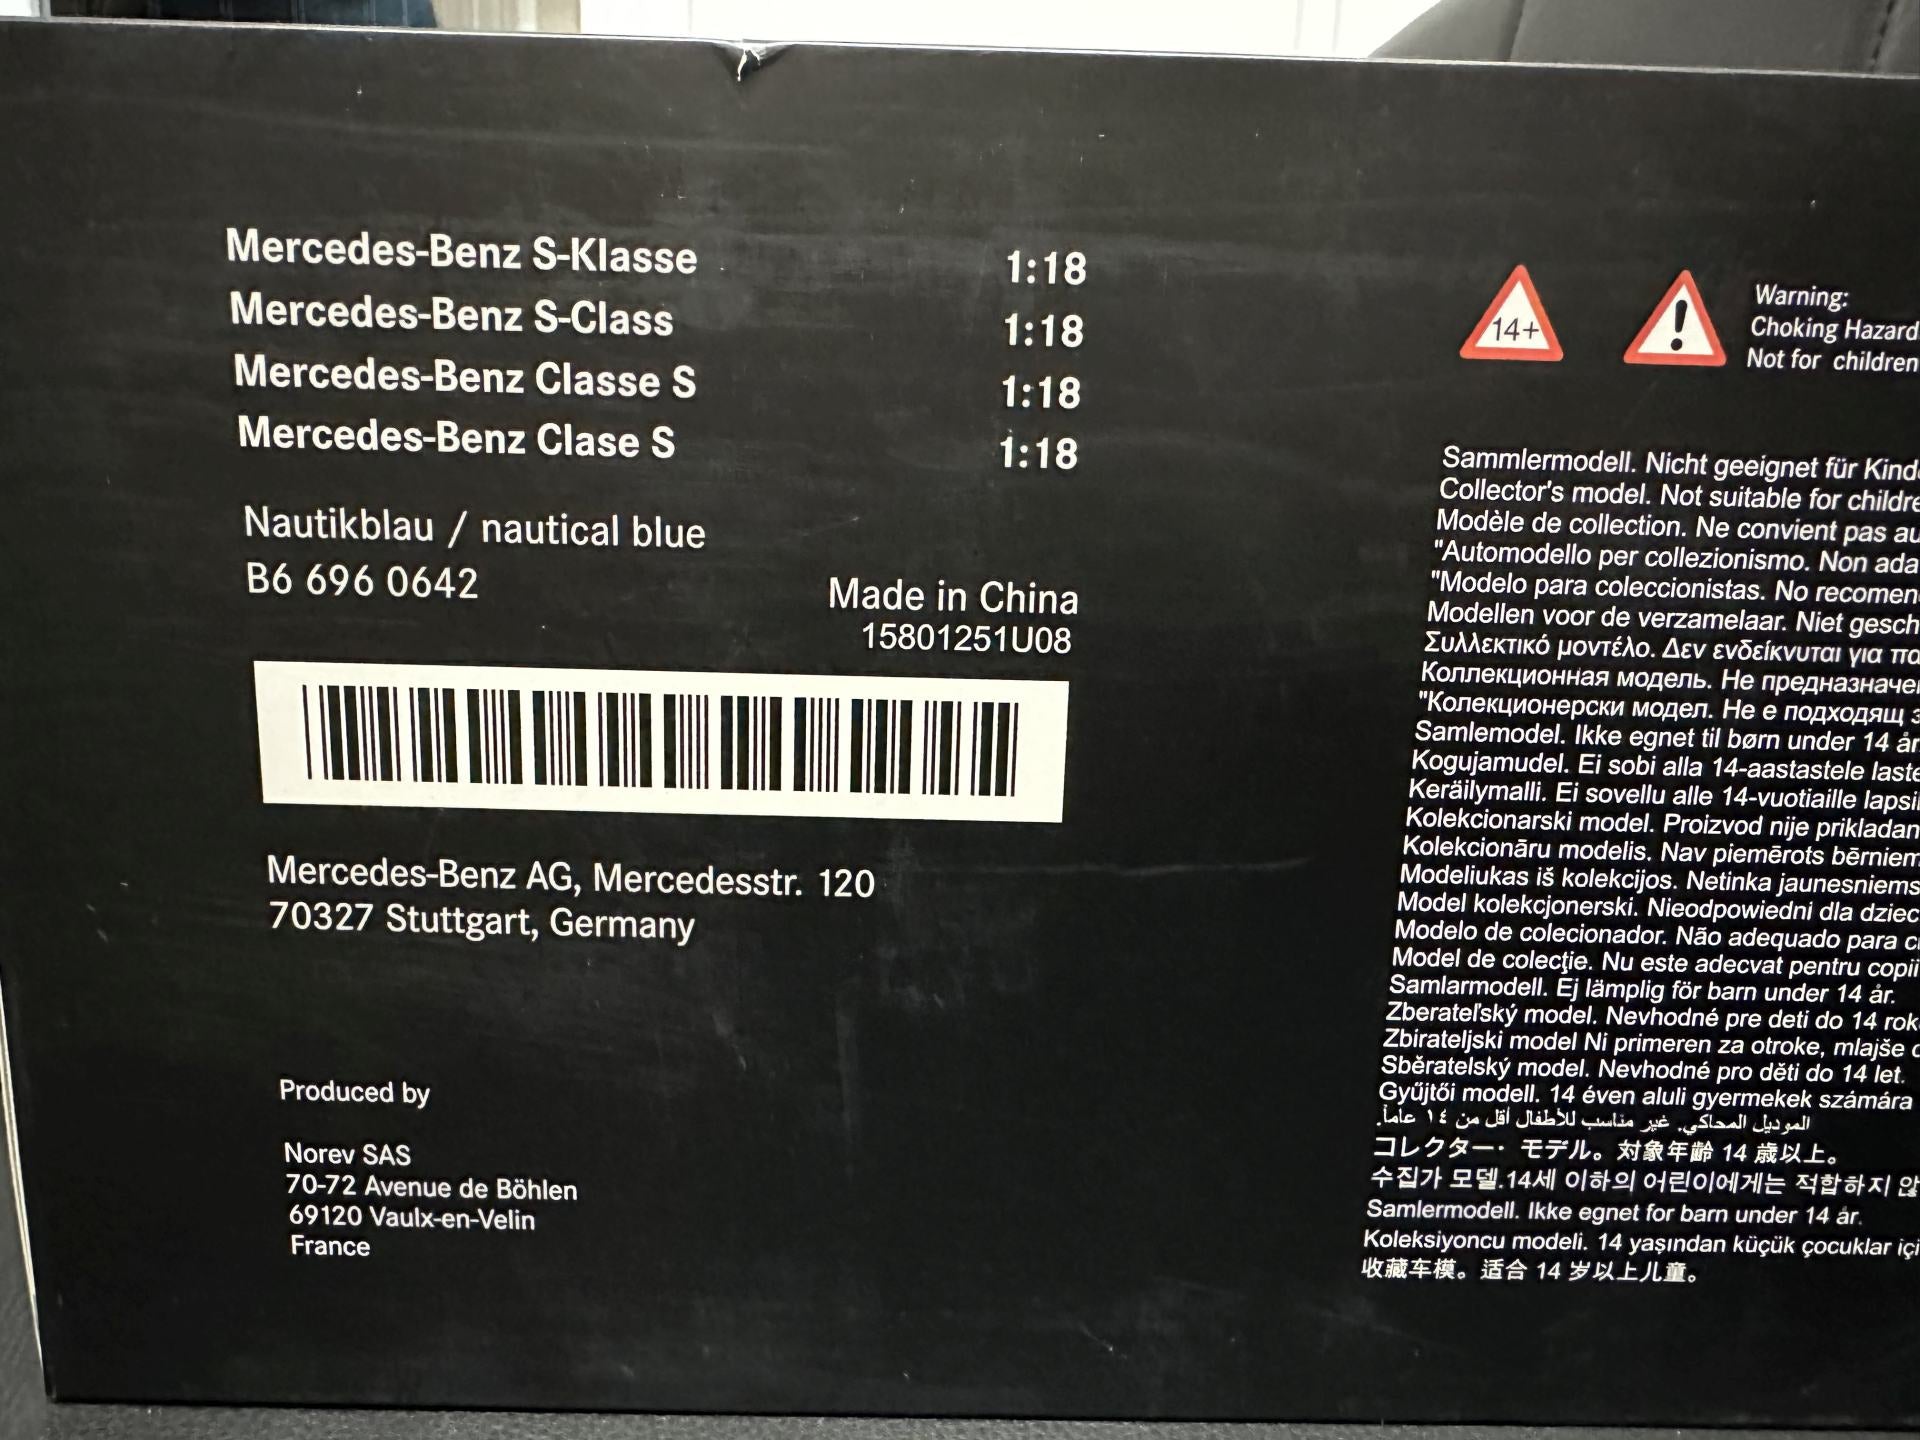 Mercedes-Benz S-Klasse 1:18
Mercedes-Benz S-Class 1:18
Mercedes-Benz Classe S 1:18
Mercedes-Benz Clase S 1:18
Nautikblau / nautical blue
B6 696 0642
Made in China
15801251U08
Mercedes-Benz AG, Mercedesstr. 120
70327 Stuttgart, Germany
Produced by
Norev SAS
70-72 Avenue de Böhlen
69120 Vaulx-en-Velin
France
14+
Warning:
Choking Hazard
Not for children
Sammlermodell. Nicht geeignet für
Collector's model. Not suitable for
Modèle de collection. Ne convient pas
"Automodello per collezionismo. Non
"Modelo para coleccionistas. No
Modellen voor de verzamelaar. Niet
Συλλεκτικό μοντέλο. Δεν ενδείκνυται για
Коллекционная модель. Не
"Колекционерски модел. Не е подходящ
Samlemodel. Ikke egnet til børn under 14 år
Kogujamudel. Ei sobi alla 14-aastastele
Keräilymalli. Ei sovellu alle 14-vuotiaille
Kolekcionarski model. Proizvod nije prikladan
Kolekcionāru modelis. Nav piemērots bērniem
Modeliukas iš kolekcijos. Netinka jaunesniems
Model kolekcjonerski. Nieodpowiedni dla
Modelo de colecionador. Não adequado para
Model de colecţie. Nu este adecvat pentru copii
Samlarmodell. Ej lämplig för barn under 14 år.
Zberateľský model. Nevhodné pre deti do 14
Zbirateljski model Ni primeren za otroke, mlajše
Sběratelský model. Nevhodné pro děti do 14 let.
Gyűjtői modell. 14 éven aluli gyermekek számára
الموديل المحاكي. غير مناسب للأطفال أقل من ١٤ عاماً.
コレクター・モデル。対象年齢 14 歳以上。
수집가 모델.14세 이하의 어린이에게는 적합하지
Samlermodell. Ikke egnet for barn under 14 år.
Koleksiyoncu modeli. 14 yaşından küçük çocuklar
收藏车模。适合 14 岁以上儿童。